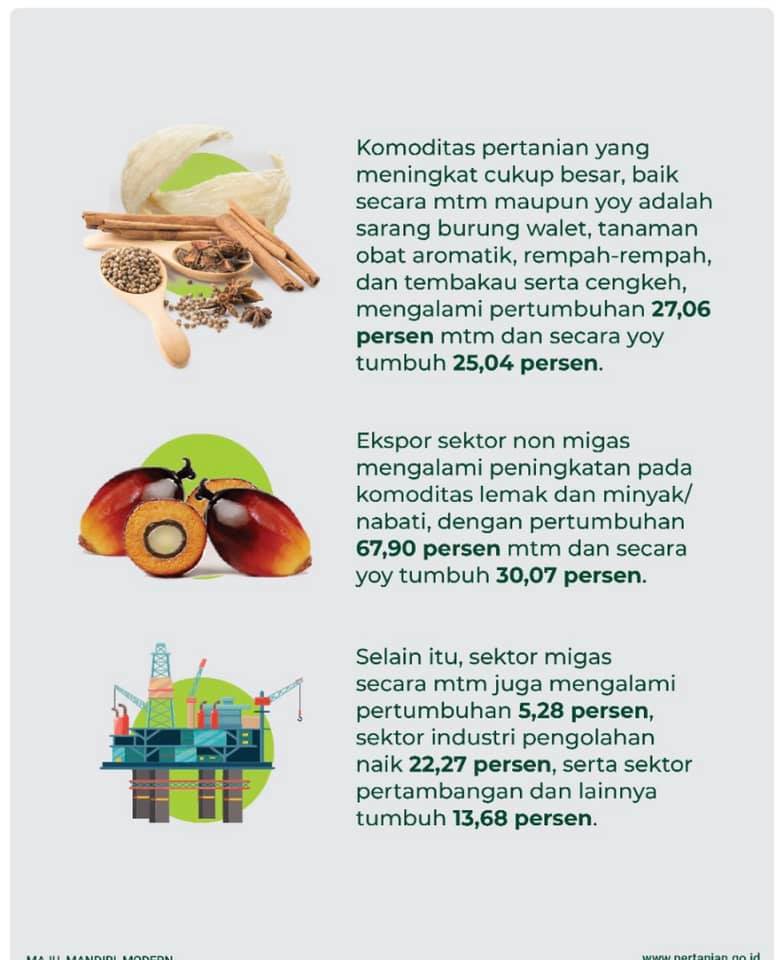 Komoditas pertanian yang
meningkat cukup besar, baik
secara mtm maupun yoy adalah
sarang burung walet, tanaman
obat aromatik, rempah-rempah,
dan tembakau serta cengkeh,
mengalami pertumbuhan 27,06
persen mtm dan secara yoy
tumbuh 25,04 persen.
Ekspor sektor non migas
mengalami peningkatan pada
komoditas lemak dan minyak/
nabati, dengan pertumbuhan
67,90 persen mtm dan secara
yoy tumbuh 30,07 persen.
Selain itu, sektor migas
secara mtm juga mengalami
pertumbuhan 5,28 persen,
sektor industri pengolahan
naik 22,27 persen, serta sektor
pertambangan dan lainnya
tumbuh 13,68 persen.
MAJU, MANDIRI, MODERN
www.pertanian.go.id